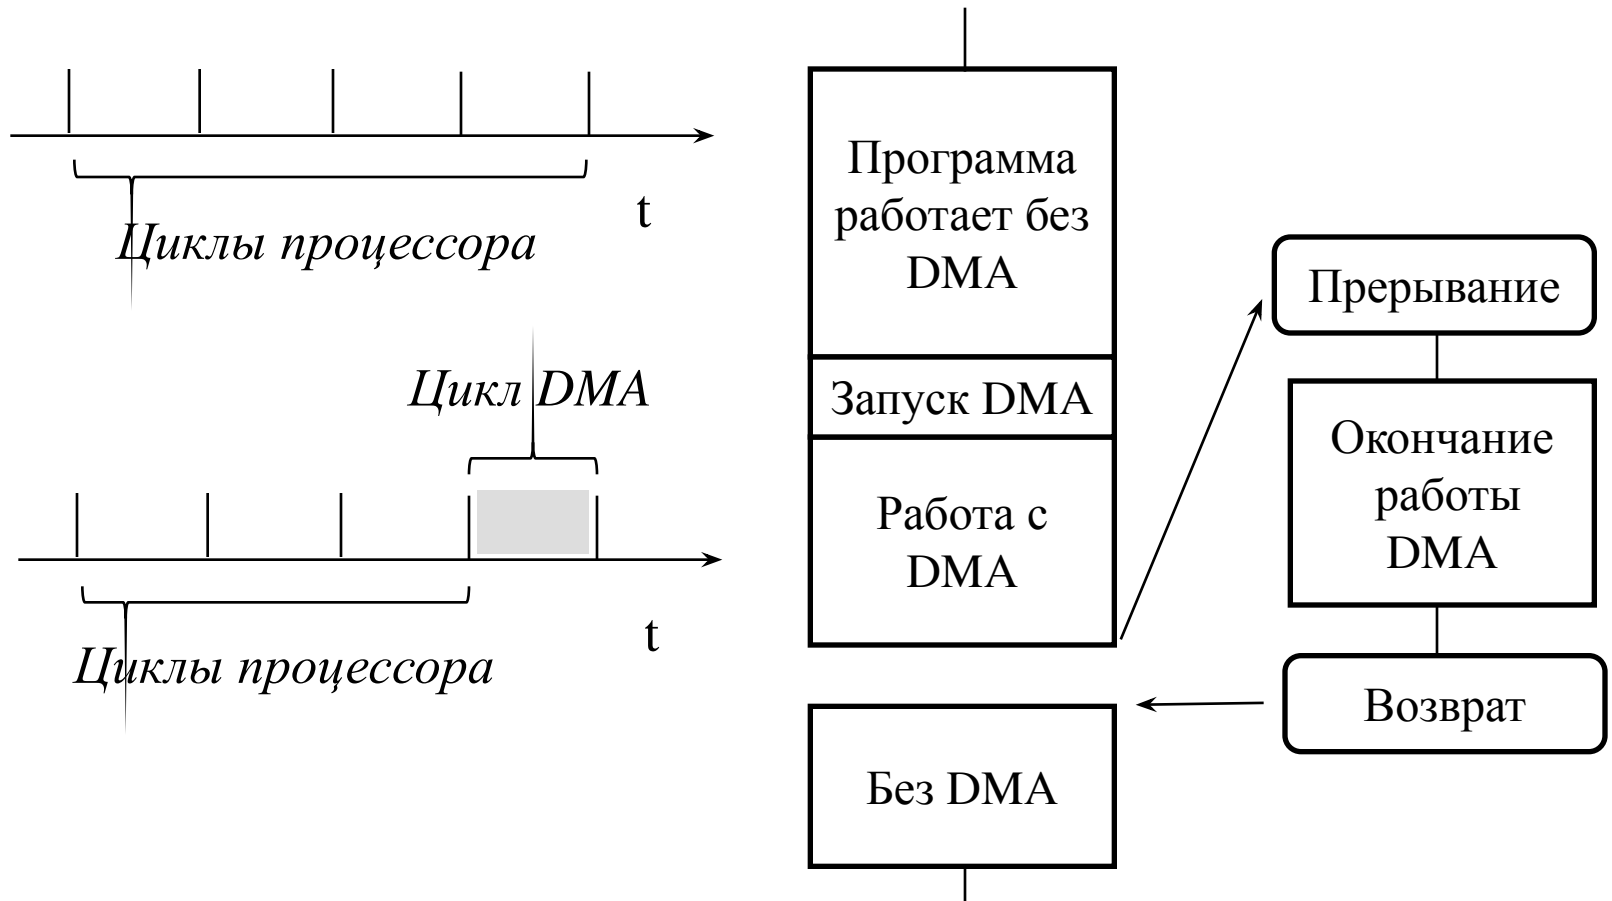 t
Циклы процессора
Цикл DMA
t
Циклы процессора
Программа
работает без
DMA
Запуск DMA
Работа с
DMA
Без DMA
Прерывание
Окончание
работы
DMA
Возврат